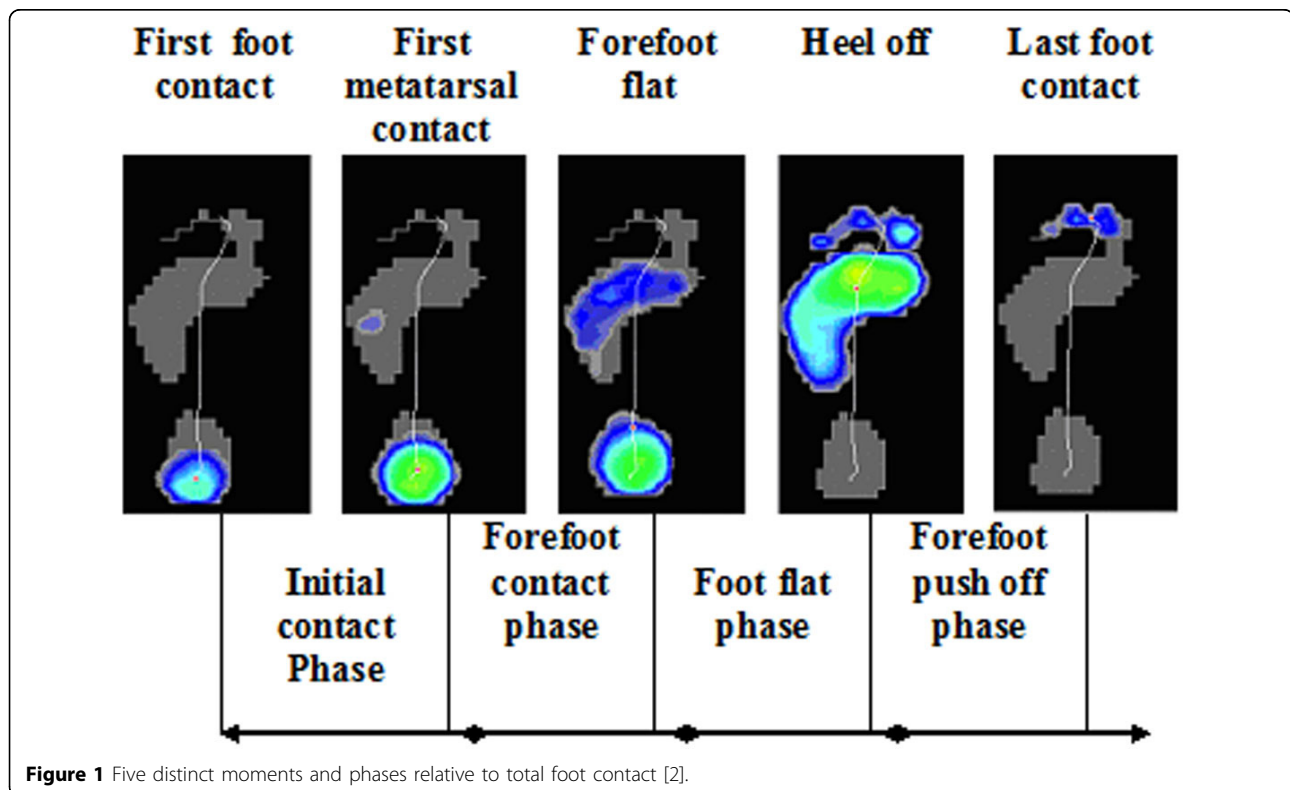 First foot
contact
First
metatarsal
contact
Forefoot
flat
Heel off
Last foot
contact
Initial
contact
Phase
Forefoot
contact
phase
Foot flat
phase
Forefoot
push off
phase
Figure 1 Five distinct moments and phases relative to total foot contact [2].